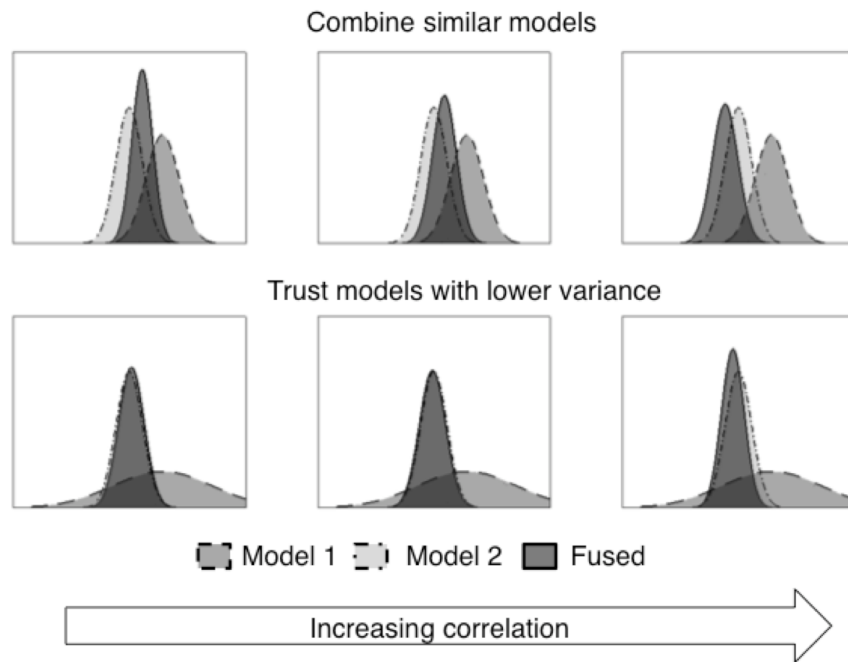 Combine similar models
Trust models with lower variance
Model 1 Model 2 Fused
Increasing correlation